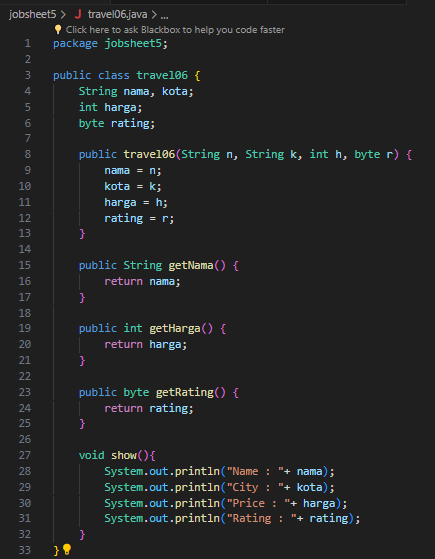 jobsheet5 > J travel06.java > ...
Click here to ask Blackbox to help you code faster
1 package jobsheet5;
2
3 public class travel06 {
4     String nama, kota;
5     int harga;
6     byte rating;
7
8     public travel06(String n, String k, int h, byte r) {
9         nama = n;
10         kota = k;
11         harga = h;
12         rating = r;
13     }
14
15     public String getNama() {
16         return nama;
17     }
18
19     public int getHarga() {
20         return harga;
21     }
22
23     public byte getRating() {
24         return rating;
25     }
26
27     void show(){
28         System.out.println("Name : "+ nama);
29         System.out.println("City : "+ kota);
30         System.out.println("Price : "+ harga);
31         System.out.println("Rating : "+ rating);
32     }
33 }